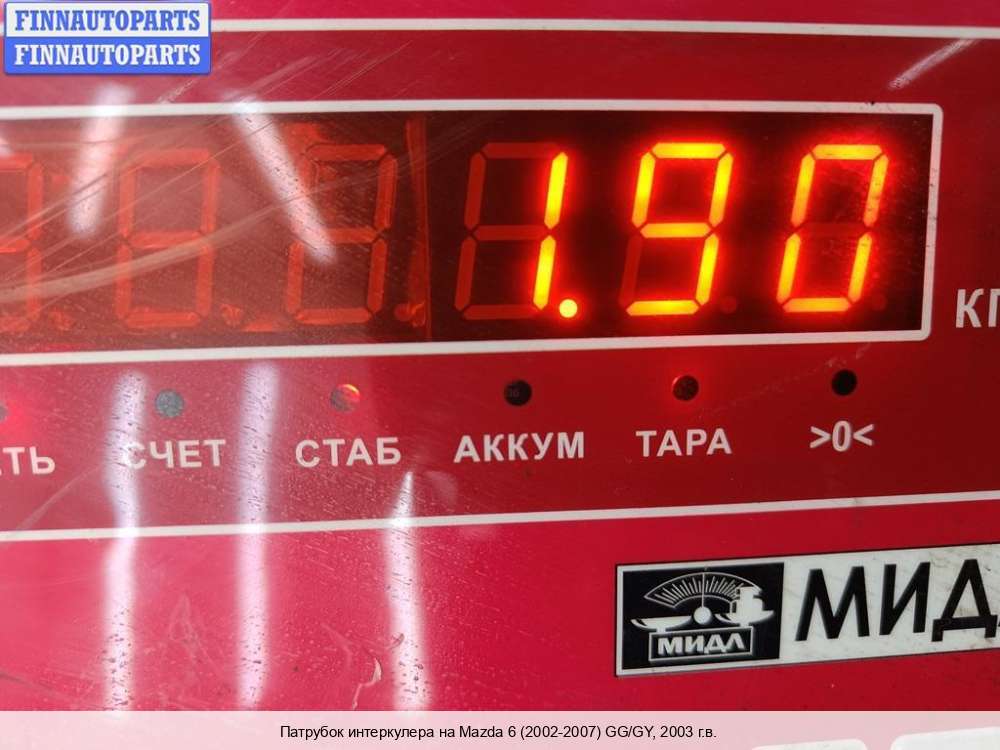 FINNAUTOPARTS
FINNAUTOPARTS
1.90
СЧЕТ СТАБ АККУМ ТАРА >0<
МИДЛ
Патрубок интеркулера на Mazda 6 (2002-2007) GG/GY, 2003 г.в.